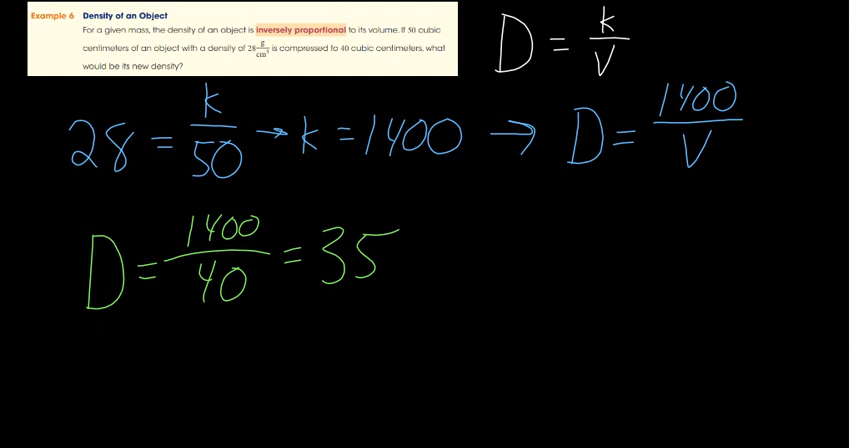 Example 6 Density of an Object
For a given mass, the density of an object is inversely proportional to its volume. If 50 cubic
centimeters of an object with a density of 28 g/cm³ is compressed to 40 cubic centimeters, what
would be its new density?
D = k/V
28 = k/50 → k = 1400 → D = 1400/V
D = 1400/40 = 35